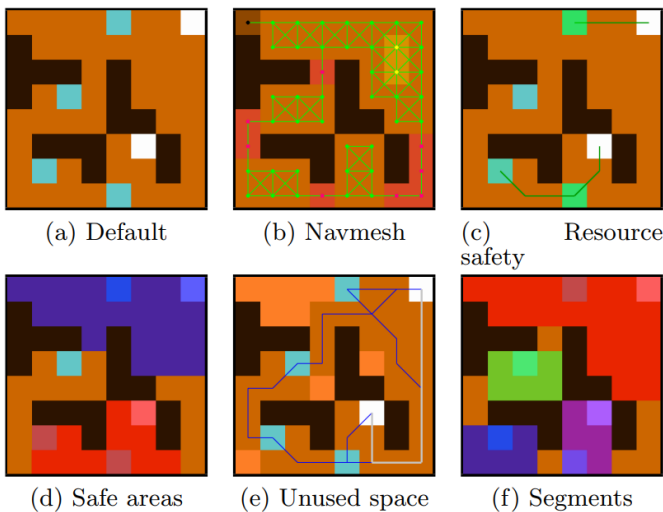 (a) Default
(b) Navmesh
(c) Resource
safety
(d) Safe areas
(e) Unused space
(f) Segments